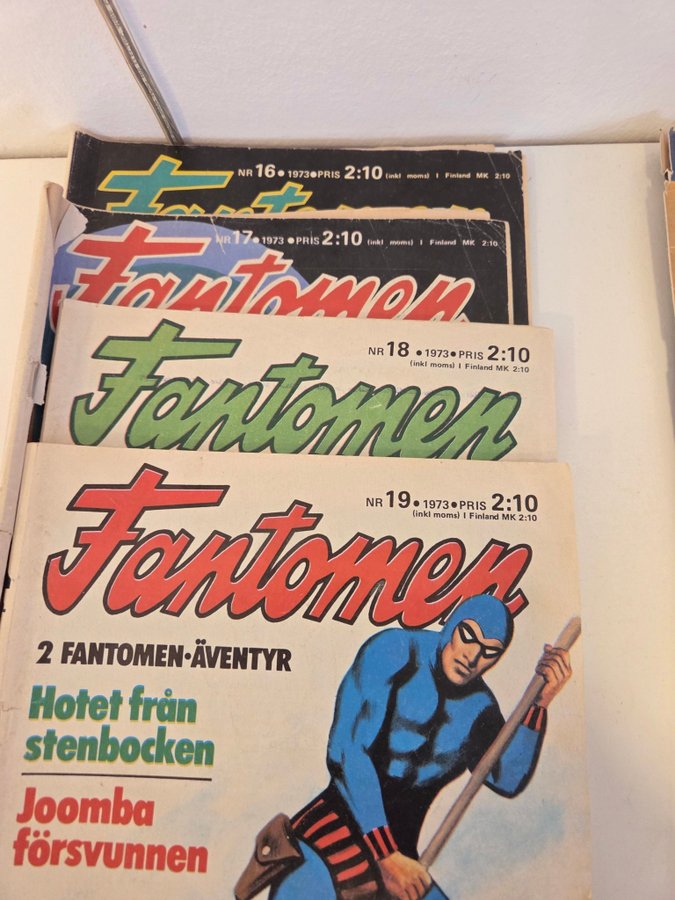 NR 16 • 1973 • PRIS 2:10 (inkl moms) I Finland MK 2:10
Fantomen
NR 17 • 1973 • PRIS 2:10 (inkl moms) I Finland MK 2:10
Fantomen
NR 18 • 1973 • PRIS 2:10
(inkl moms) I Finland MK 2:10
Fantomen
NR 19 • 1973 • PRIS 2:10
(inkl moms) I Finland MK 2:10
Fantomen
2 FANTOMEN-ÄVENTYR
Hotet från
stenbocken
Joomba
försvunnen